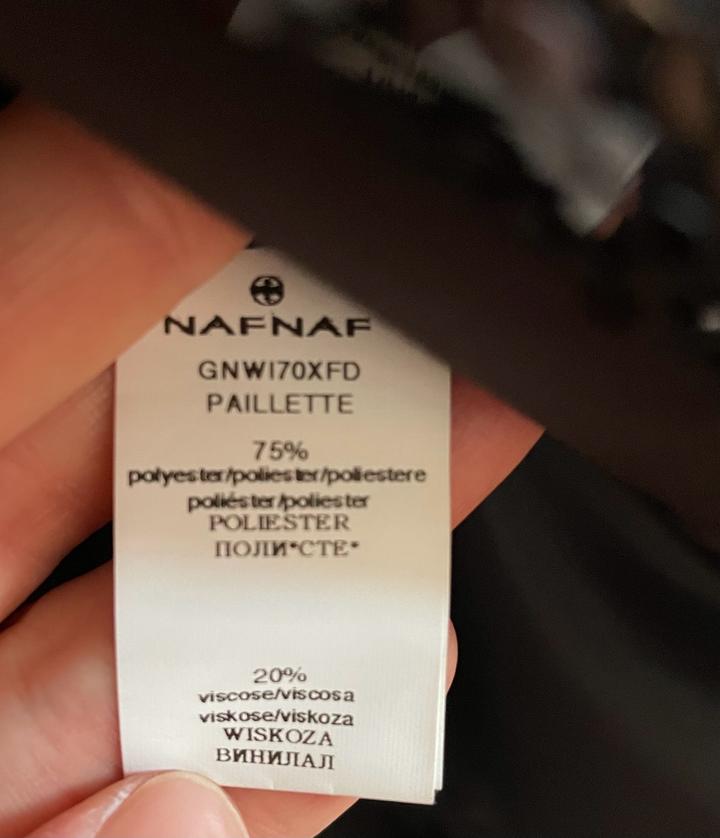 NAFNAF
GNWI70XFD
PAILLETTE
75%
polyester/poliester/poliestere
poliéster/poliester
POLIESTER
ПОЛИ*СТЕ*
20%
viscose/viscosa
viskose/viskoza
WISKOZA
ВИНИЛАЛ